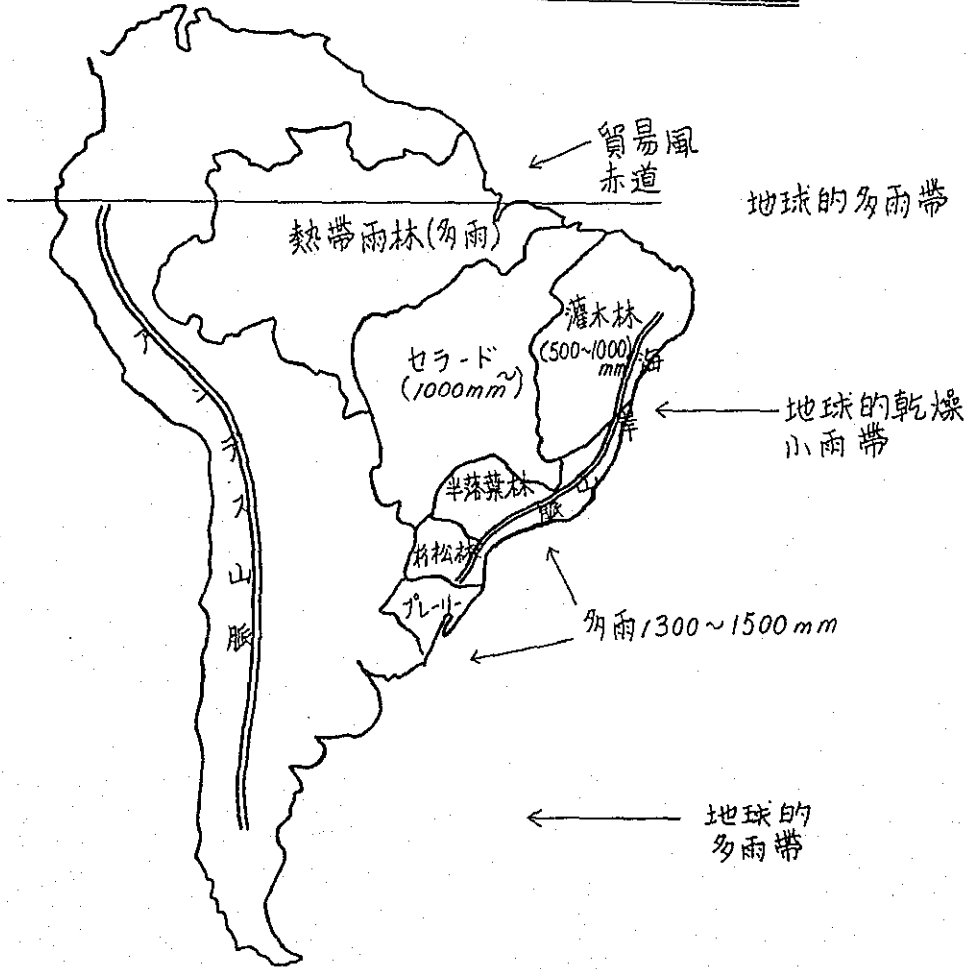 貿易風
赤道
地球的多雨帯
熱帯雨林(多雨)
灌木林
(500~1000)
mm
セラード
(1000mm~)
海岸山脈
地球的乾燥
小雨帯
半落葉林
松林
プレーリー
アンデス山脈
多雨1300~1500mm
地球的
多雨帯